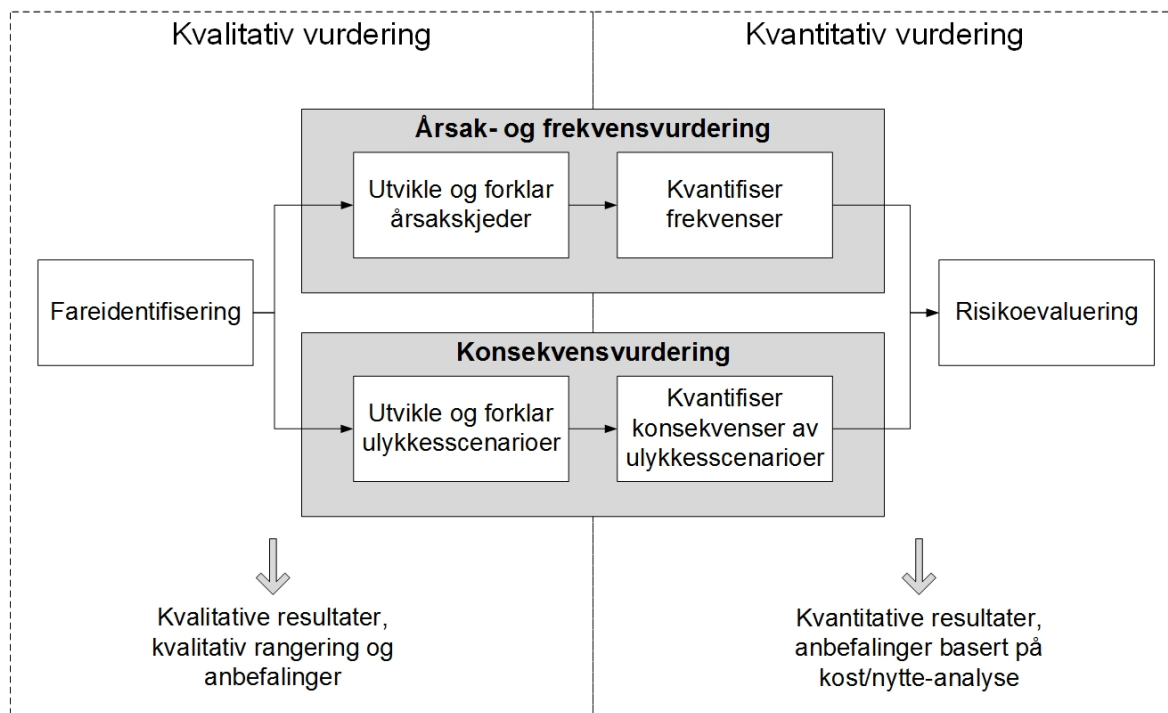 Kvalitativ vurdering
Kvantitativ vurdering
Årsak- og frekvensvurdering
Utvikle og forklar
årsakskjeder
Kvantifiser
frekvenser
Fareidentifisering
Risikoevaluering
Konsekvensvurdering
Utvikle og forklar
ulykkesscenarioer
Kvantifiser
konsekvenser av
ulykkesscenarioer
Kvalitative resultater,
kvalitativ rangering og
anbefalinger
Kvantitative resultater,
anbefalinger basert på
kost/nytte-analyse